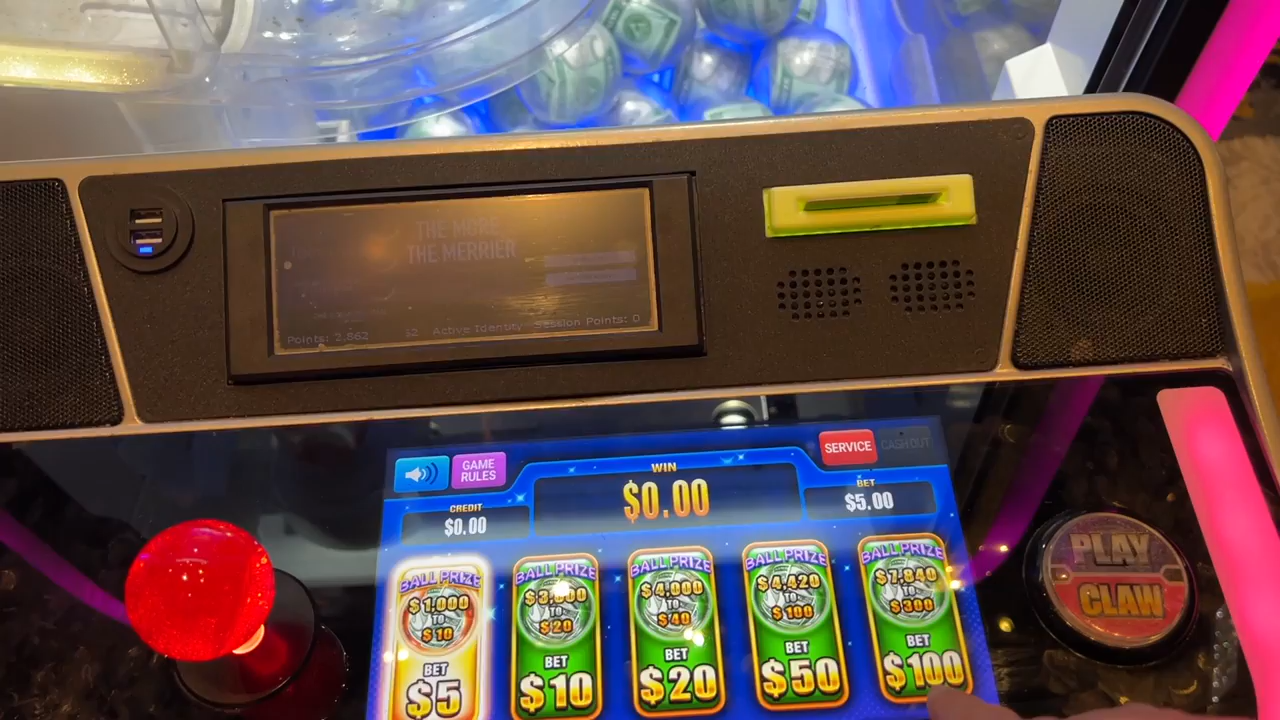 THE MORE
THE MERRIER
Points: 2,862
Active Identity
Session Points: 0
GAME
RULES
SERVICE
CASHOUT
WIN
$0.00
CREDIT
$0.00
BET
$5.00
BALL PRIZE
$1,000
TO
$10
BET
$5
BALL PRIZE
$3,000
TO
$20
BET
$10
BALL PRIZE
$4,000
TO
$40
BET
$20
BALL PRIZE
$4,420
TO
$100
BET
$50
BALL PRIZE
$7,840
TO
$300
BET
$100
PLAY
CLAW